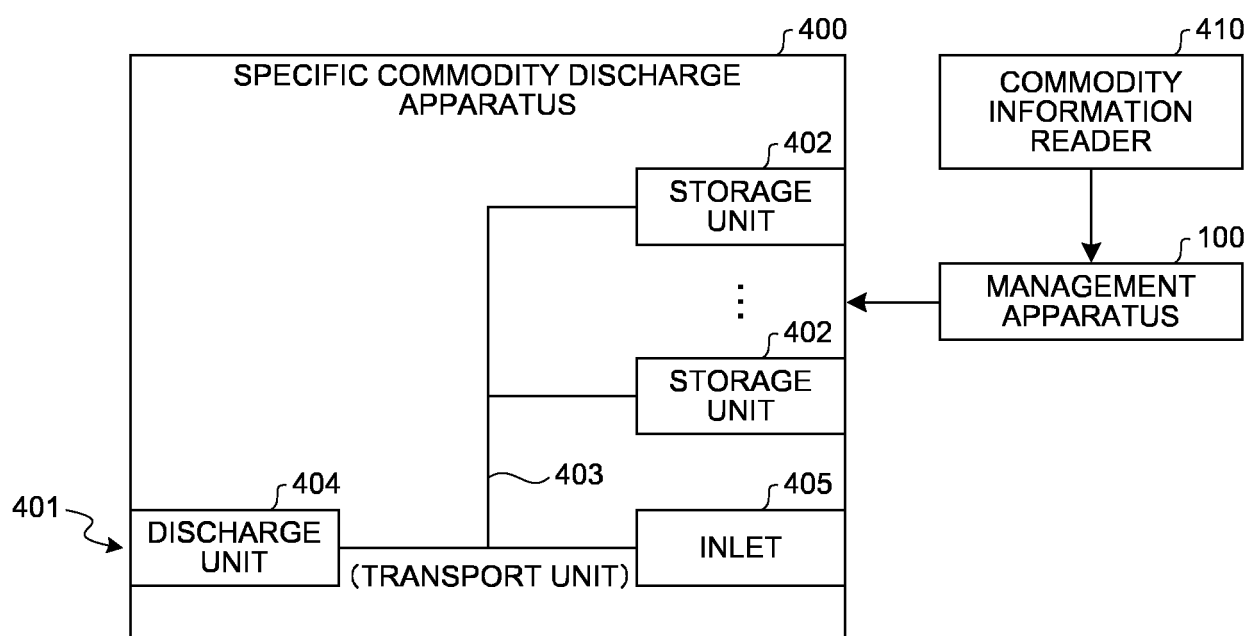 400
410
SPECIFIC COMMODITY DISCHARGE
APPARATUS
COMMODITY
INFORMATION
READER
402
STORAGE
UNIT
100
MANAGEMENT
APPARATUS
402
STORAGE
UNIT
403
404
405
401
DISCHARGE
UNIT
(TRANSPORT UNIT)
INLET